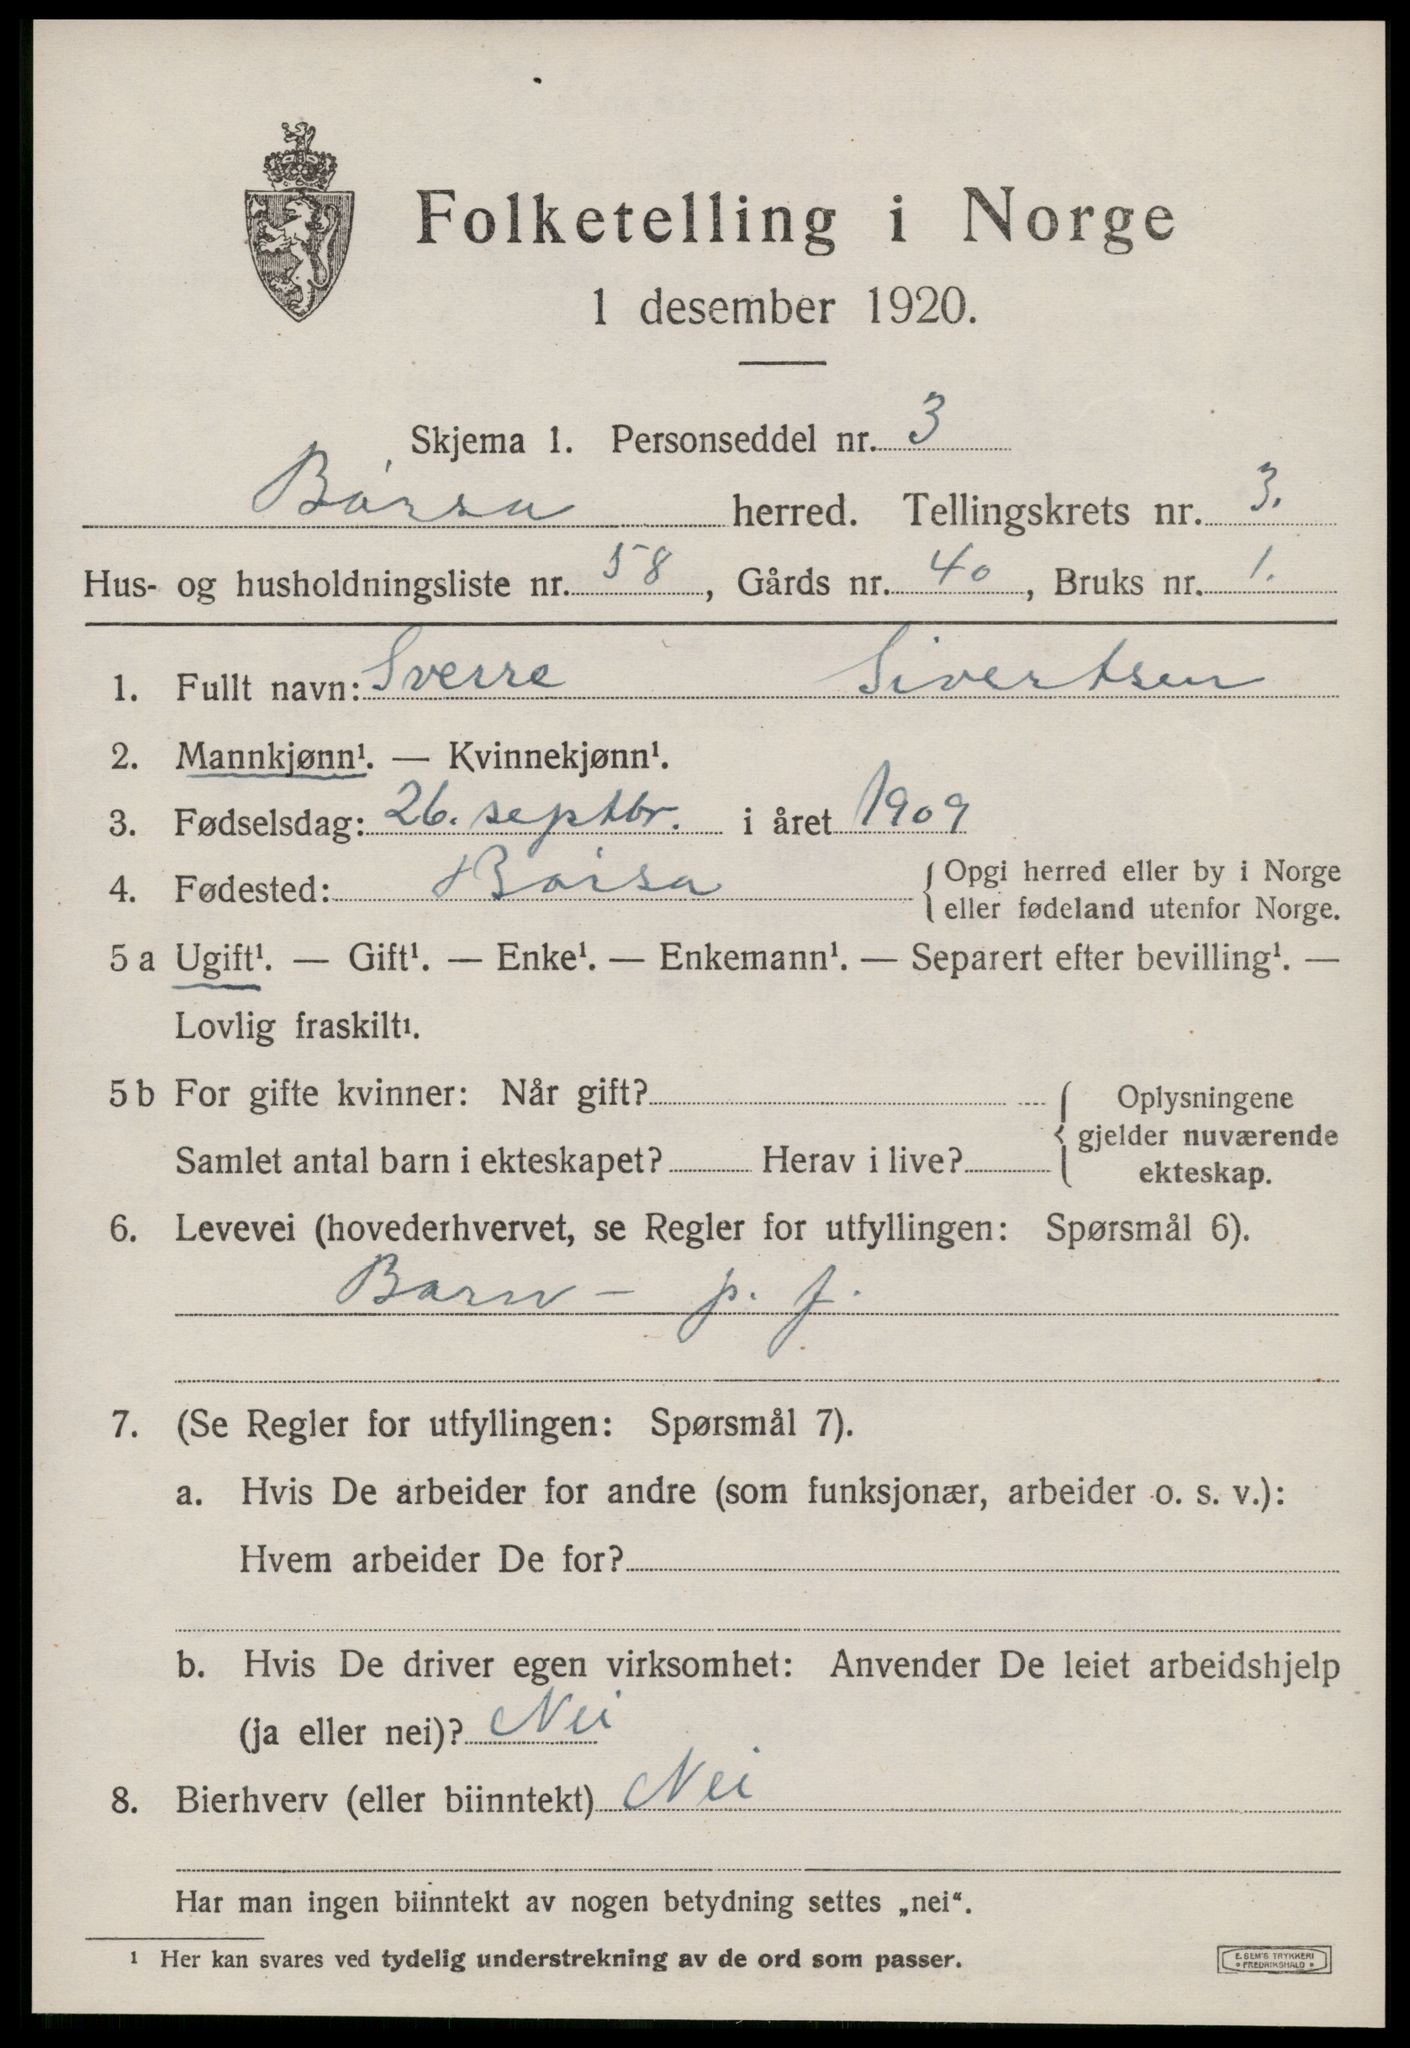 Folketelling i Norge
1 desember 1920.
Skjema 1. Personseddel nr. 3
Børsa herred. Tellingskrets nr. 3.
Hus- og husholdningsliste nr. 58, Gårds nr. 40, Bruks nr. 1.
1. Fullt navn: Sverre Sivertsen
2. Mannkjønn¹. — Kvinnekjønn¹.
3. Fødselsdag: 26. septbr. i året 1909
4. Fødested: Børsa { Opgi herred eller by i Norge
eller fødeland utenfor Norge.
5 a Ugift¹. — Gift¹. — Enke¹. — Enkemann¹. — Separert efter bevilling¹. —
Lovlig fraskilt¹.
5 b For gifte kvinner: Når gift? { Oplysningene
gjelder nuværende
Samlet antal barn i ekteskapet? Herav i live? ekteskap.
6. Levevei (hovederhvervet, se Regler for utfyllingen: Spørsmål 6).
Barn - p. f.
7. (Se Regler for utfyllingen: Spørsmål 7).
a. Hvis De arbeider for andre (som funksjonær, arbeider o. s. v.):
Hvem arbeider De for?
b. Hvis De driver egen virksomhet: Anvender De leiet arbeidshjelp
(ja eller nei)? Nei
8. Bierhverv (eller biinntekt) Nei
Har man ingen biinntekt av nogen betydning settes „nei“.
¹ Her kan svares ved tydelig understrekning av de ord som passer.
E. SEM'S TRYKKERI
• FREDRIKSHALD •